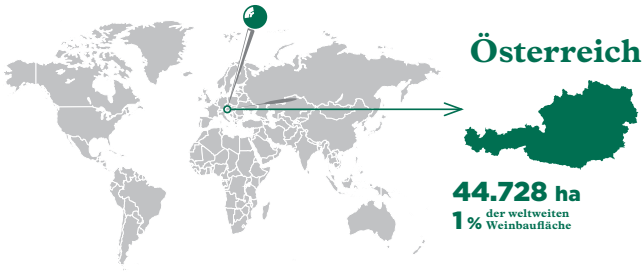 Österreich
44.728 ha
1% der weltweiten
Weinbaufläche